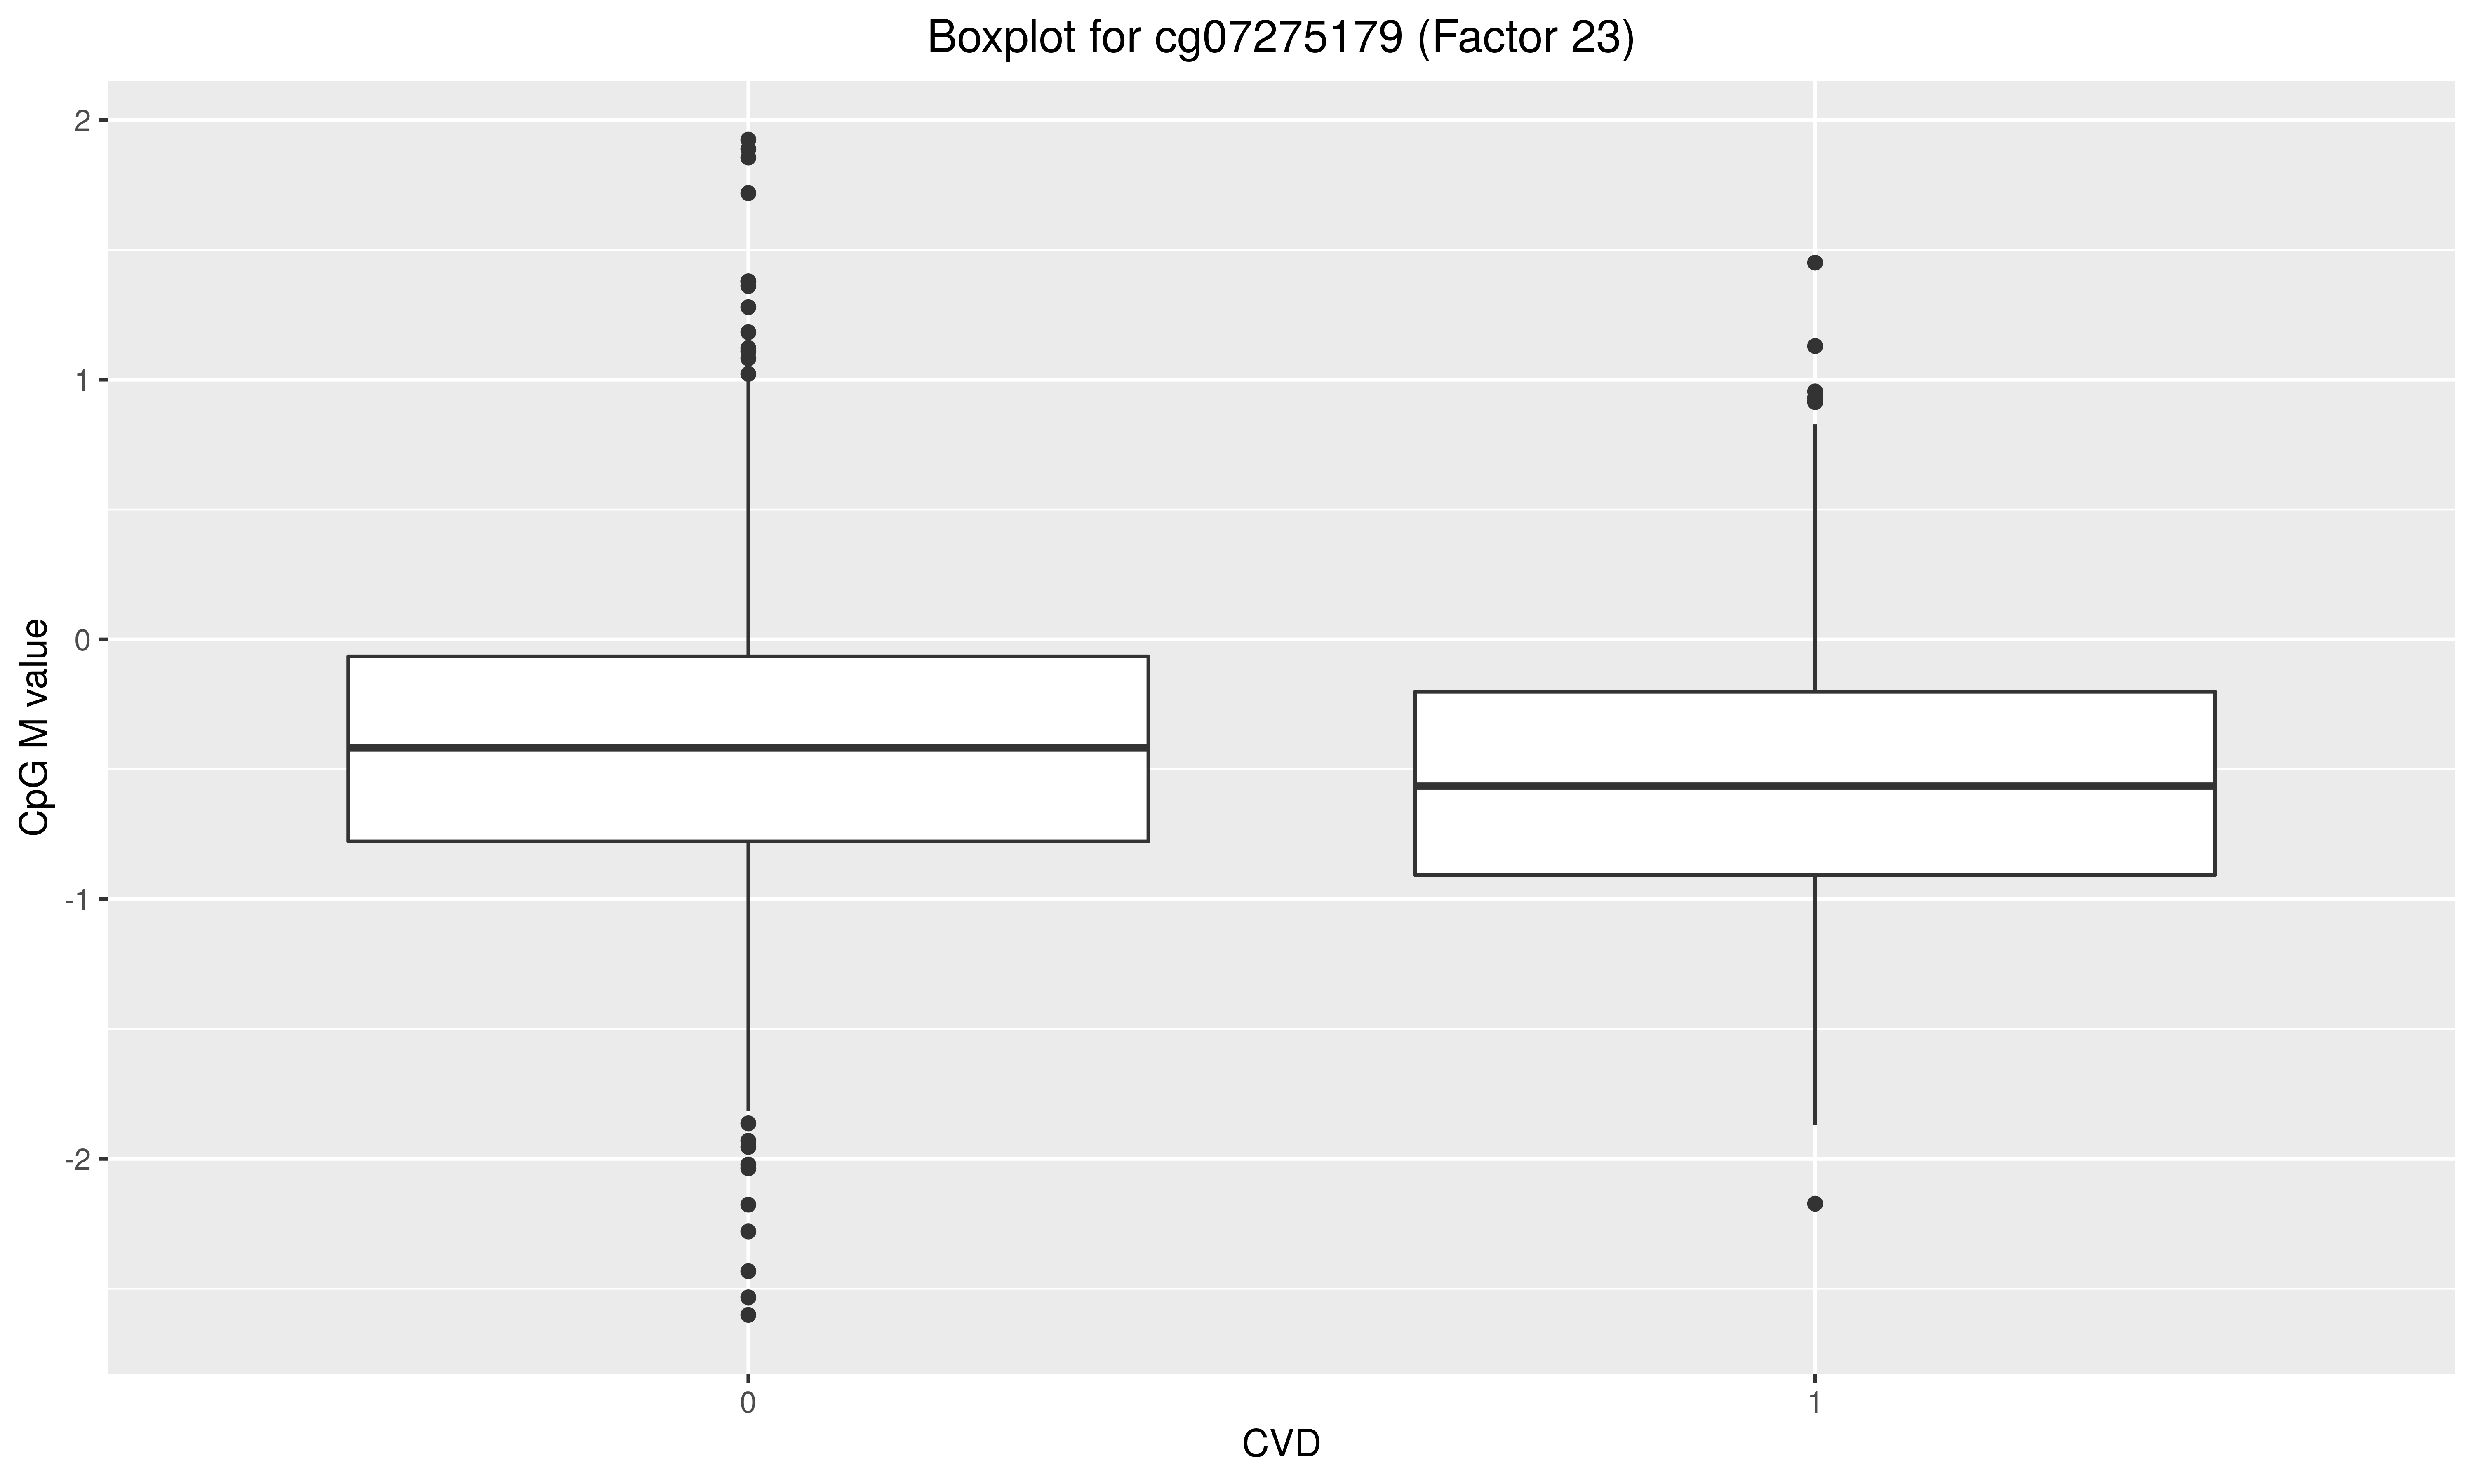 Boxplot for cg07275179 (Factor 23)
CpG M value
2
1
0
-1
-2
0
1
CVD